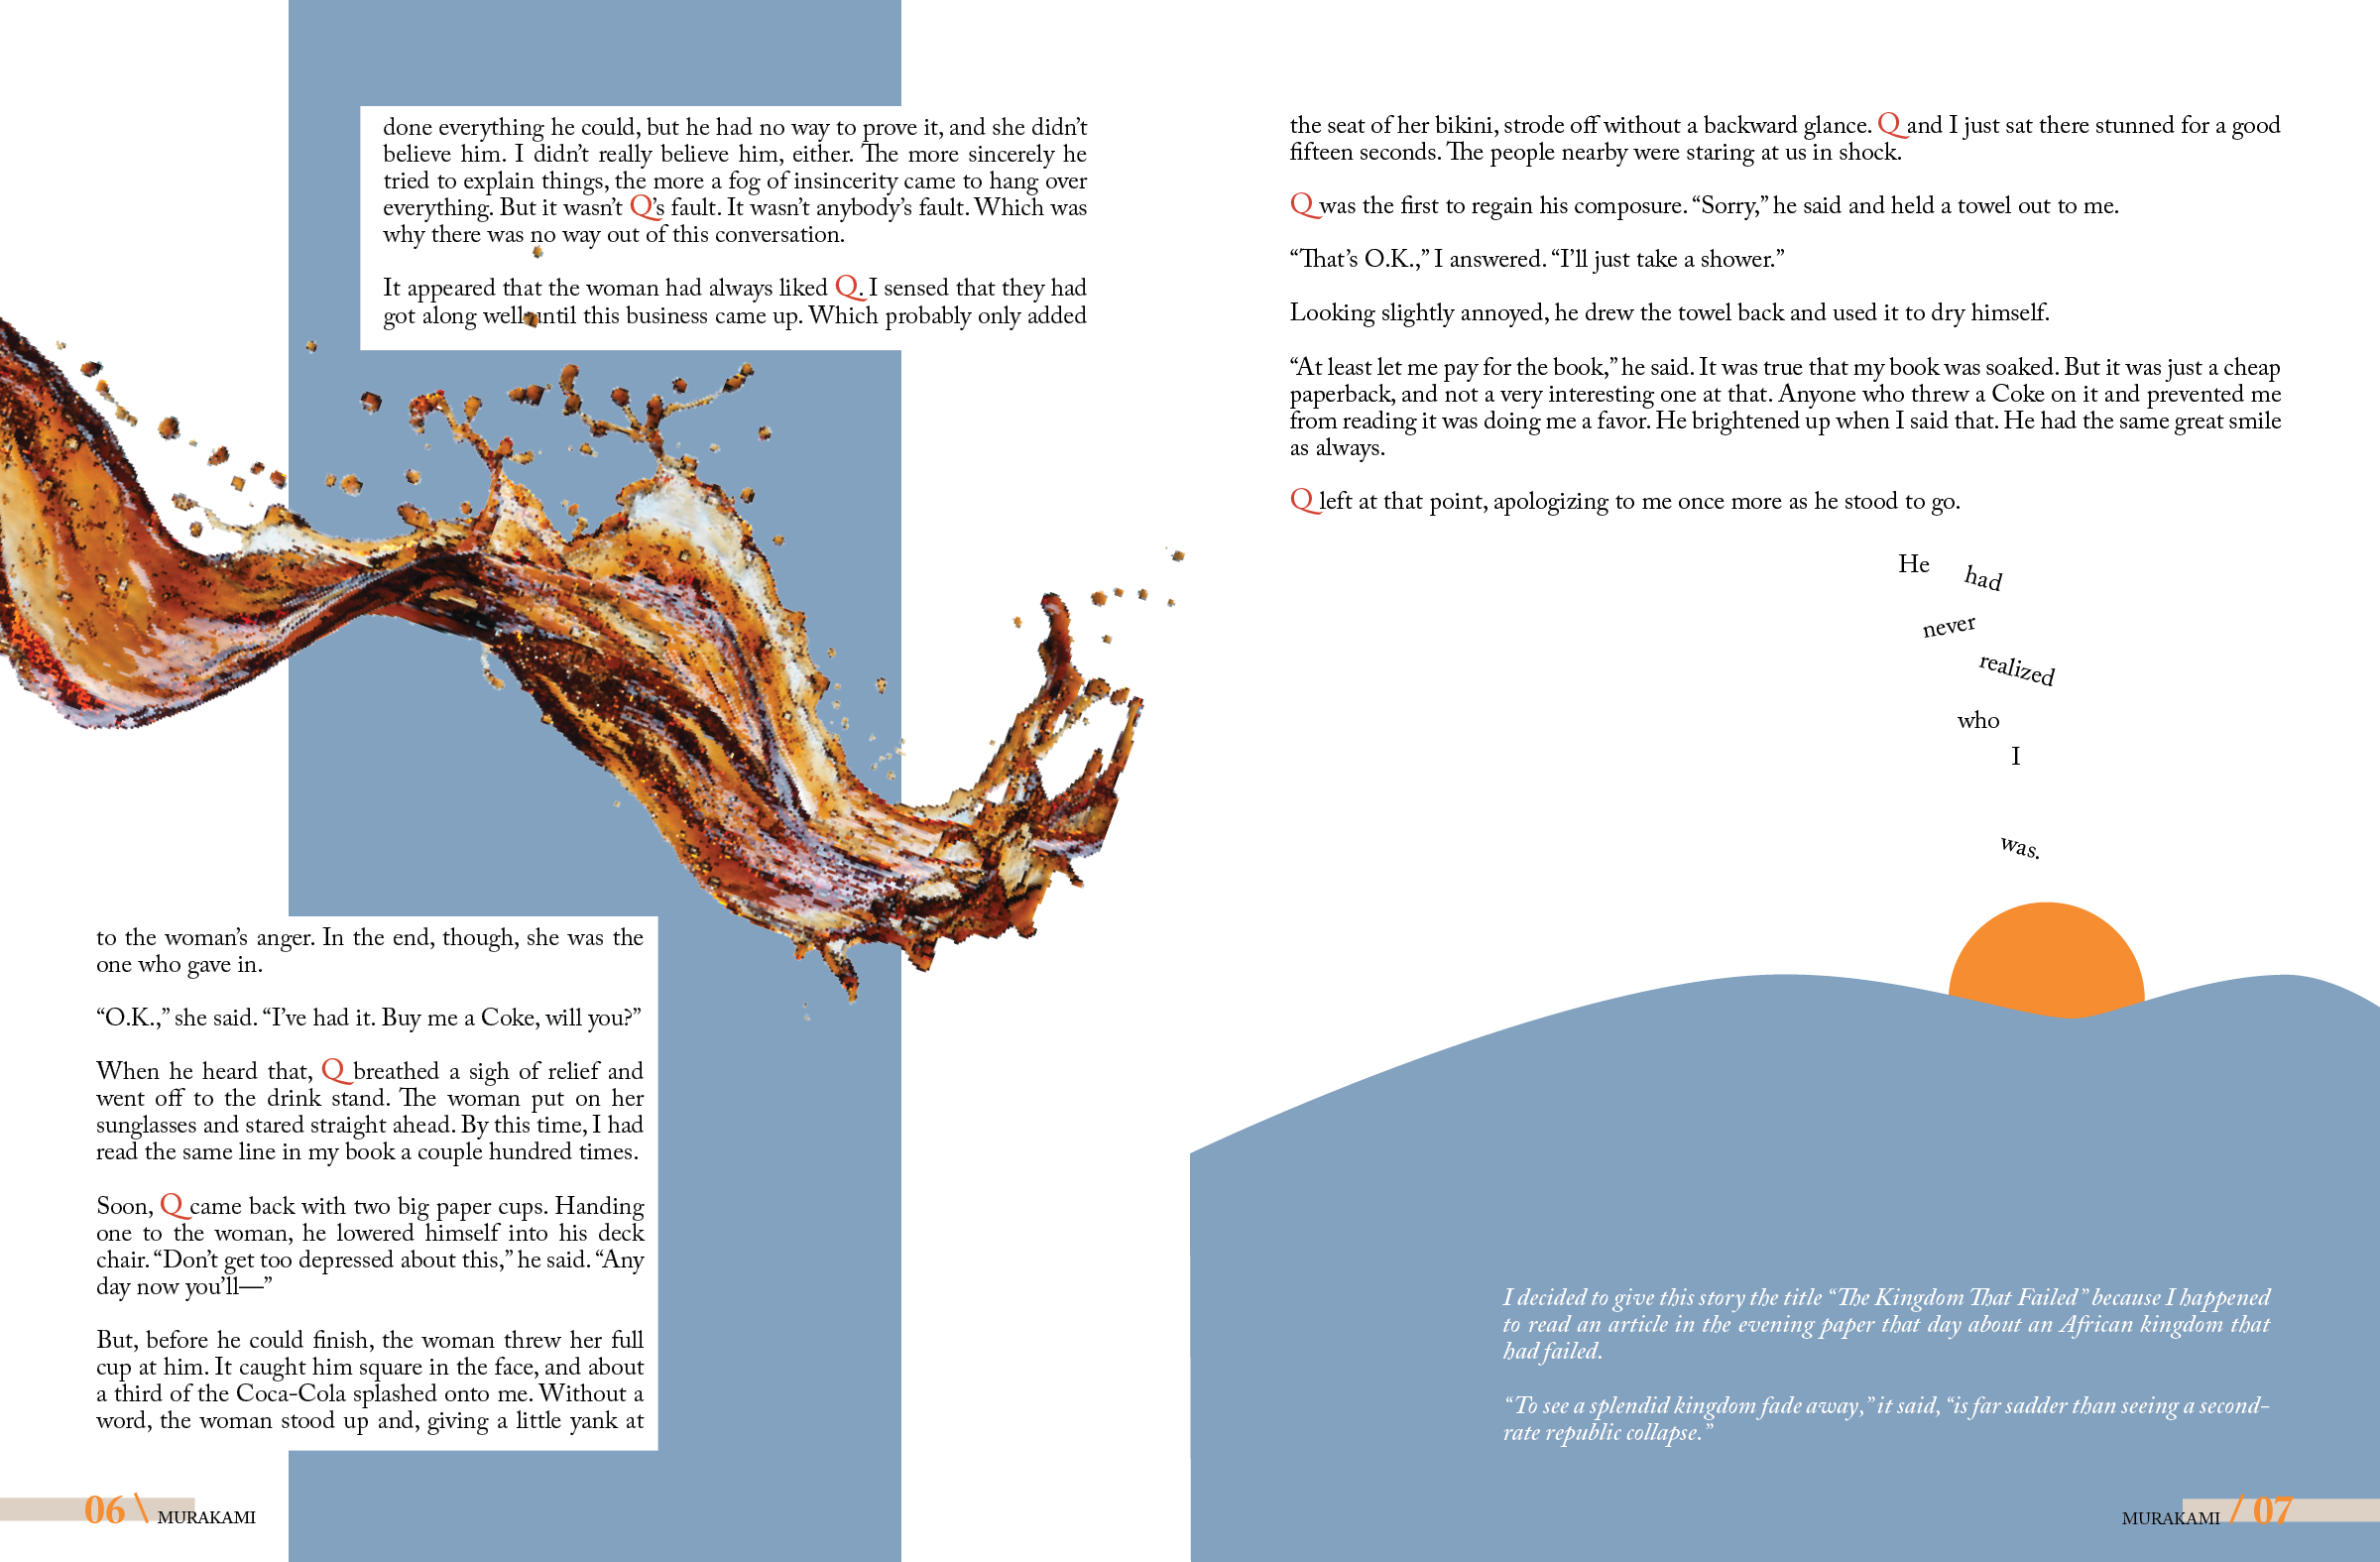 done everything he could, but he had no way to prove it, and she didn’t
believe him. I didn’t really believe him, either. The more sincerely he
tried to explain things, the more a fog of insincerity came to hang over
everything. But it wasn’t Q’s fault. It wasn’t anybody’s fault. Which was
why there was no way out of this conversation.
It appeared that the woman had always liked Q. I sensed that they had
got along well until this business came up. Which probably only added
to the woman’s anger. In the end, though, she was the
one who gave in.
“O.K.,” she said. “I’ve had it. Buy me a Coke, will you?”
When he heard that, Q breathed a sigh of relief and
went off to the drink stand. The woman put on her
sunglasses and stared straight ahead. By this time, I had
read the same line in my book a couple hundred times.
Soon, Q came back with two big paper cups. Handing
one to the woman, he lowered himself into his deck
chair. “Don’t get too depressed about this,” he said. “Any
day now you’ll—”
But, before he could finish, the woman threw her full
cup at him. It caught him square in the face, and about
a third of the Coca-Cola splashed onto me. Without a
word, the woman stood up and, giving a little yank at
06 \ MURAKAMI
the seat of her bikini, strode off without a backward glance. Q and I just sat there stunned for a good
fifteen seconds. The people nearby were staring at us in shock.
Q was the first to regain his composure. “Sorry,” he said and held a towel out to me.
“That’s O.K.,” I answered. “I’ll just take a shower.”
Looking slightly annoyed, he drew the towel back and used it to dry himself.
“At least let me pay for the book,” he said. It was true that my book was soaked. But it was just a cheap
paperback, and not a very interesting one at that. Anyone who threw a Coke on it and prevented me
from reading it was doing me a favor. He brightened up when I said that. He had the same great smile
as always.
Q left at that point, apologizing to me once more as he stood to go.
He had
never
realized
who
I
was.
I decided to give this story the title “The Kingdom That Failed” because I happened
to read an article in the evening paper that day about an African kingdom that
had failed.
“To see a splendid kingdom fade away,” it said, “is far sadder than seeing a second-
rate republic collapse.”
MURAKAMI / 07